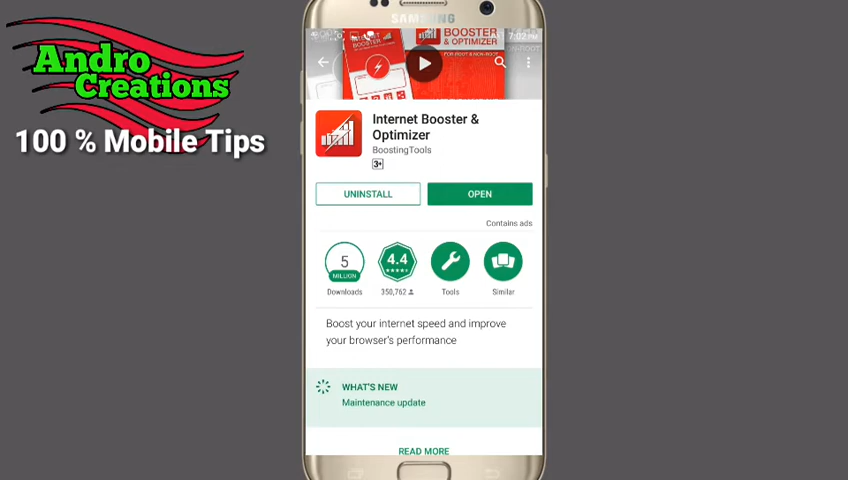 Andro
Creations
100 % Mobile Tips
SAMSUNG
7:02
BOOSTER
& OPTIMIZER
Internet Booster &
Optimizer
BoostingTools
3+
UNINSTALL
OPEN
Contains ads
5
MILLION
4.4
Downloads
350,762
Tools
Similar
Boost your internet speed and improve
your browser's performance
WHAT'S NEW
Maintenance update
READ MORE